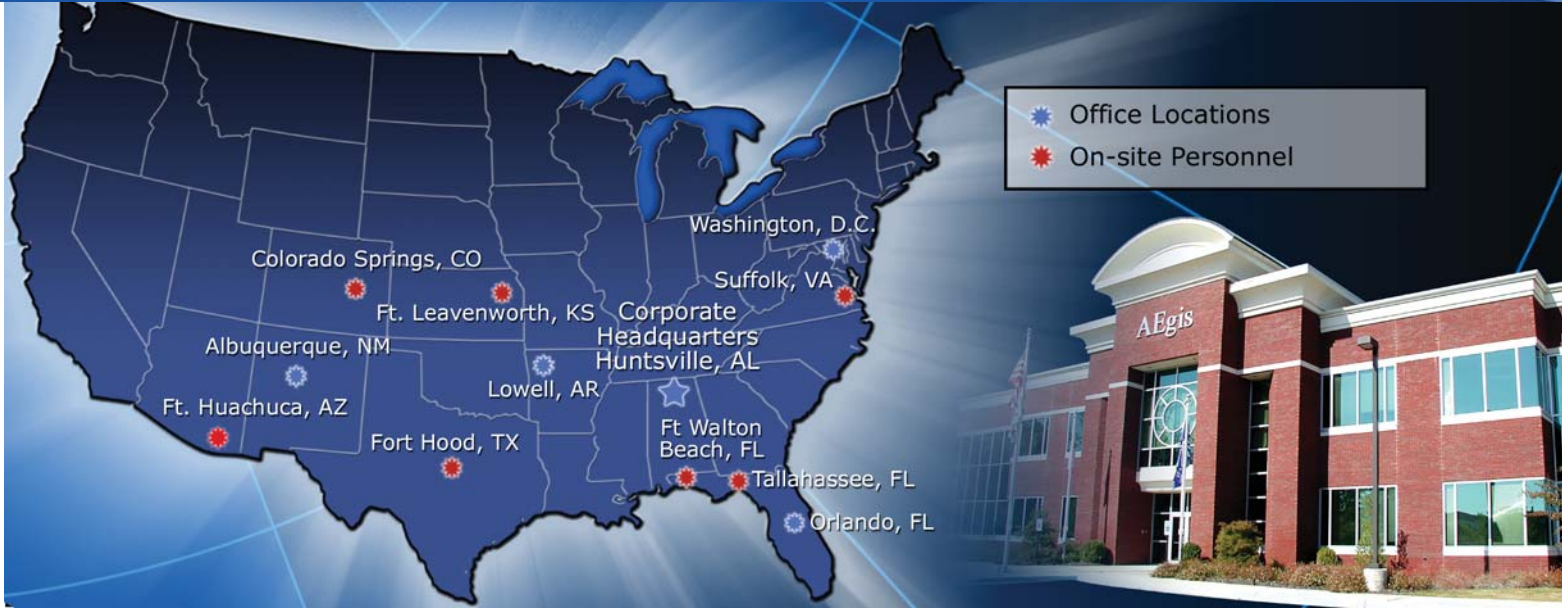 Office Locations
On-site Personnel
Washington, D.C.
Colorado Springs, CO
Suffolk, VA
Ft. Leavenworth, KS
Corporate
Headquarters
Huntsville, AL
Albuquerque, NM
Lowell, AR
Ft. Huachuca, AZ
Fort Hood, TX
Ft Walton
Beach, FL
Tallahassee, FL
Orlando, FL
AEgis